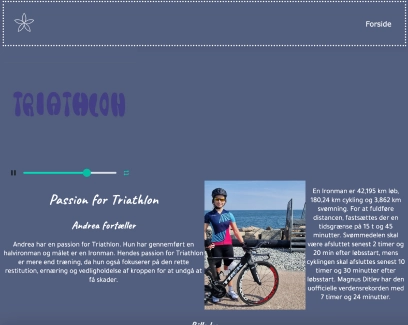 Forside
TRIATHLON
Passion for Triathlon
Andrea fortæller
Andrea har en passion for Triathlon. Hun har gennemført en
halvironman og målet er en Ironman. Hendes passion for Triathlon
er mere end træning, da hun også fokuserer på den rette
restitution, ernæring og vedligholdelse af kroppen for at undgå at
få skader.
En Ironman er 42,195 km løb,
180,24 km cykling og 3,862 km
svømning. For at fuldføre
distancen, fastsættes der en
tidsgrænse på 15 t og 45
minutter. Svømmedelen skal
være afsluttet senest 2 timer og
20 min efter løbsstart, mens
cyklingen skal afsluttes senest 10
timer og 30 minutter efter
løbsstart. Magnus Ditlev har den
uofficielle verdensrekorden med
7 timer og 24 minutter.